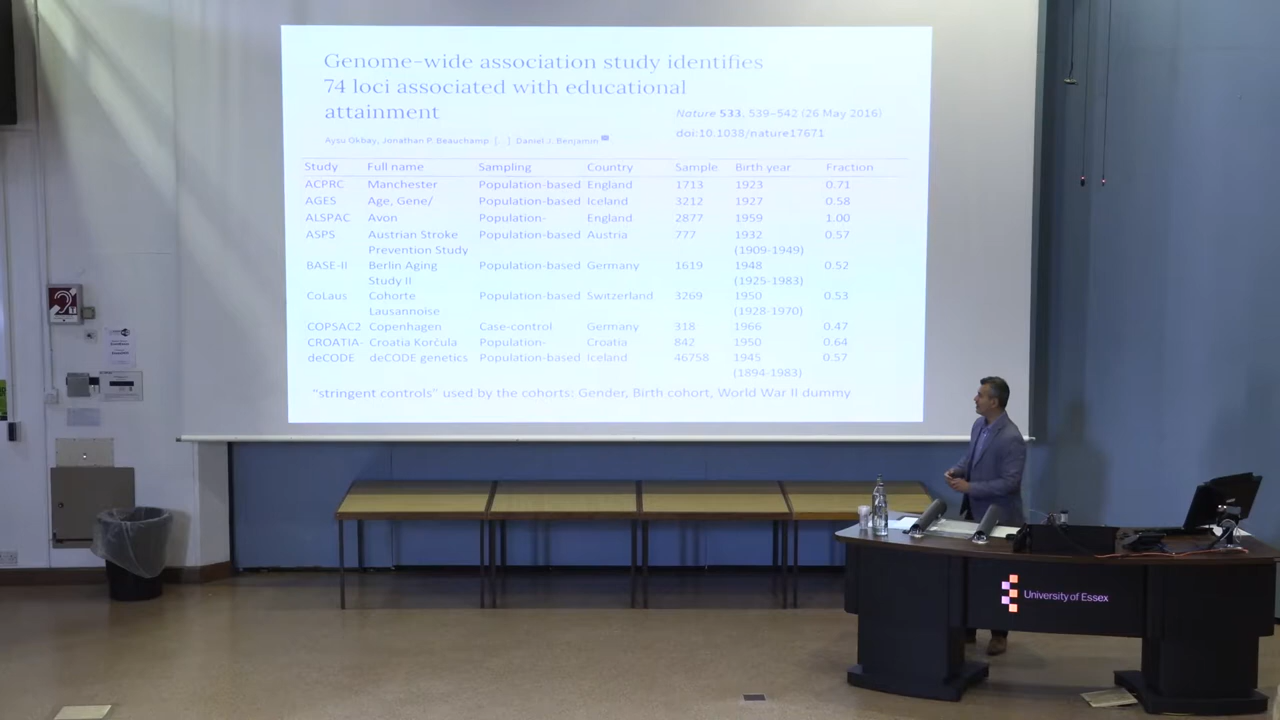 Genome-wide association study identifies
74 loci associated with educational
attainment
Nature 533, 539–542 (26 May 2016)
doi:10.1038/nature17671
Aysu Okbay, Jonathan P. Beauchamp [...] Daniel J. Benjamin
Study Full name Sampling Country Sample Birth year Fraction
ACPRC Manchester Population-based England 1713 1923 0.71
AGES Age, Gene/ Population-based Iceland 3212 1927 0.58
ALSPAC Avon Population- England 2877 1959 1.00
ASPS Austrian Stroke Population-based Austria 777 1932 0.57
Prevention Study (1909-1949)
BASE-II Berlin Aging Population-based Germany 1619 1948 0.52
Study II (1925-1983)
CoLaus Cohorte Population-based Switzerland 3269 1950 0.53
Lausannoise (1928-1970)
COPSAC2 Copenhagen Case-control Germany 318 1966 0.47
CROATIA- Croatia Korčula Population- Croatia 842 1950 0.64
deCODE deCODE genetics Population-based Iceland 46758 1945 0.57
(1894-1983)
"stringent controls" used by the cohorts: Gender, Birth cohort, World War II dummy
University of Essex